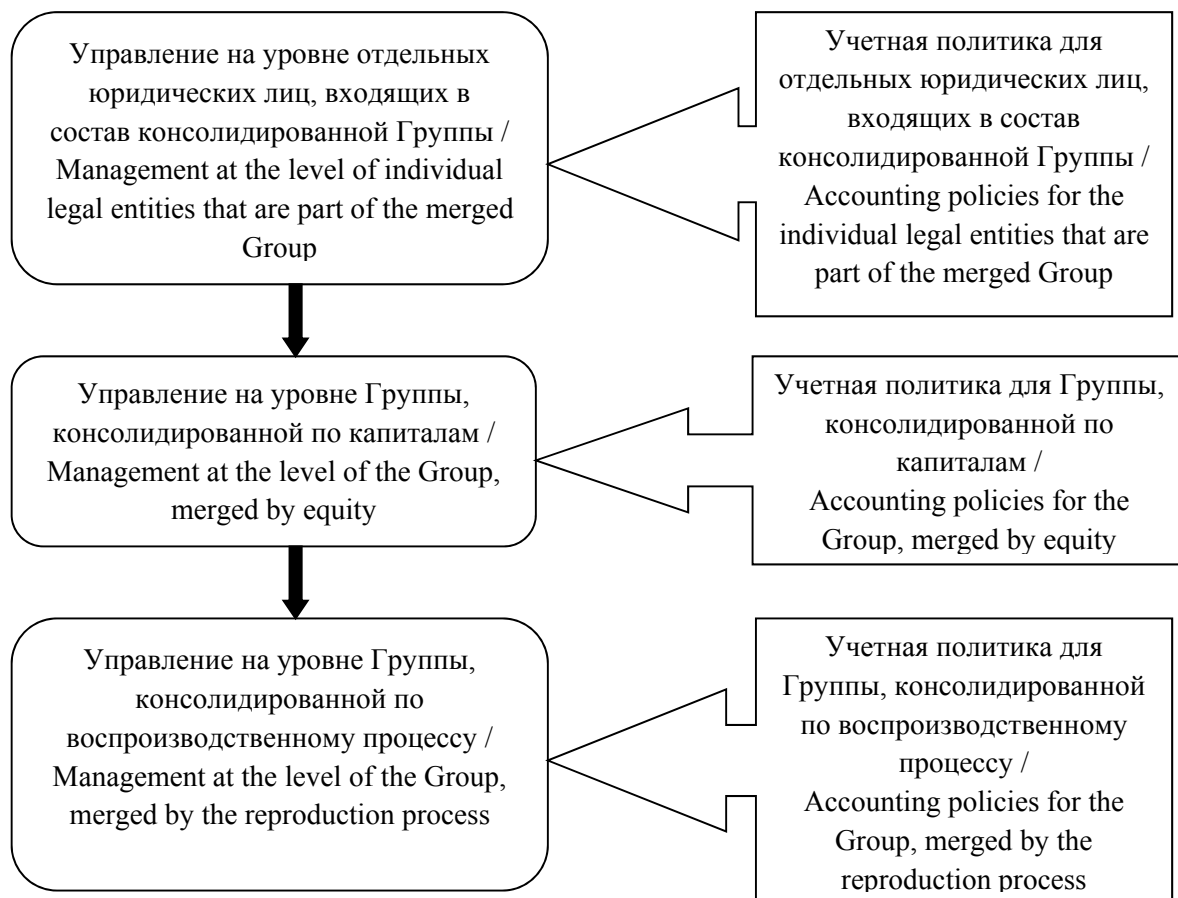 Управление на уровне отдельных
юридических лиц, входящих в
состав консолидированной Группы /
Management at the level of individual
legal entities that are part of the merged
Group
Учетная политика для
отдельных юридических лиц,
входящих в состав
консолидированной Группы /
Accounting policies for the
individual legal entities that are
part of the merged Group
Управление на уровне Группы,
консолидированной по капиталам /
Management at the level of the Group,
merged by equity
Учетная политика для Группы,
консолидированной по
капиталам /
Accounting policies for the
Group, merged by equity
Управление на уровне Группы,
консолидированной по
воспроизводственному процессу /
Management at the level of the Group,
merged by the reproduction process
Учетная политика для
Группы, консолидированной
по воспроизводственному
процессу /
Accounting policies for the
Group, merged by the
reproduction process